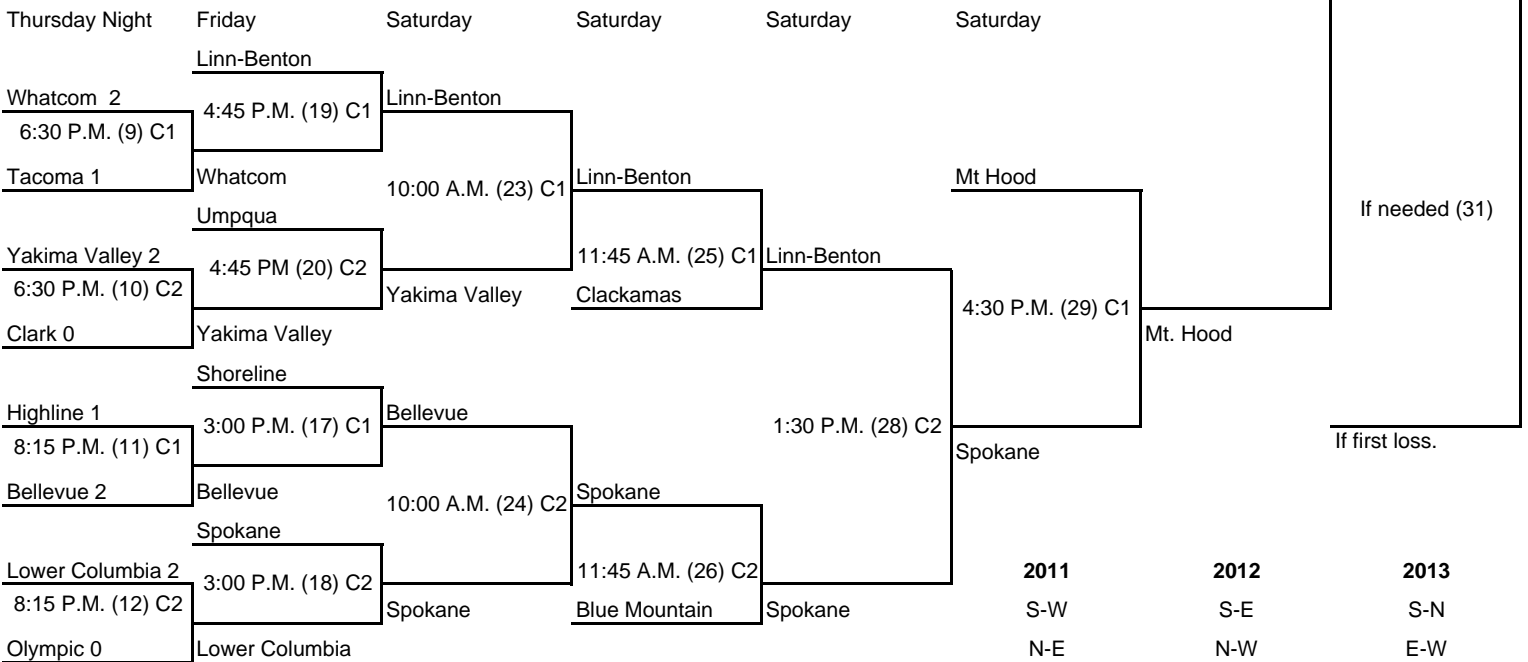 Thursday Night Friday Saturday Saturday Saturday Saturday
Linn-Benton
Whatcom 2
4:45 P.M. (19) C1
Linn-Benton
6:30 P.M. (9) C1
Tacoma 1
Whatcom
10:00 A.M. (23) C1
Linn-Benton
Mt Hood
Umpqua
If needed (31)
Yakima Valley 2
4:45 PM (20) C2
11:45 A.M. (25) C1
Linn-Benton
6:30 P.M. (10) C2
Yakima Valley
Clackamas
4:30 P.M. (29) C1
Clark 0
Yakima Valley
Mt. Hood
Shoreline
Highline 1
3:00 P.M. (17) C1
Bellevue
1:30 P.M. (28) C2
8:15 P.M. (11) C1
Spokane
If first loss.
Bellevue 2
Bellevue
10:00 A.M. (24) C2
Spokane
Spokane
Lower Columbia 2
3:00 P.M. (18) C2
11:45 A.M. (26) C2
2011 2012 2013
8:15 P.M. (12) C2
Spokane
Blue Mountain
Spokane
S-W S-E S-N
Olympic 0
Lower Columbia
N-E N-W E-W